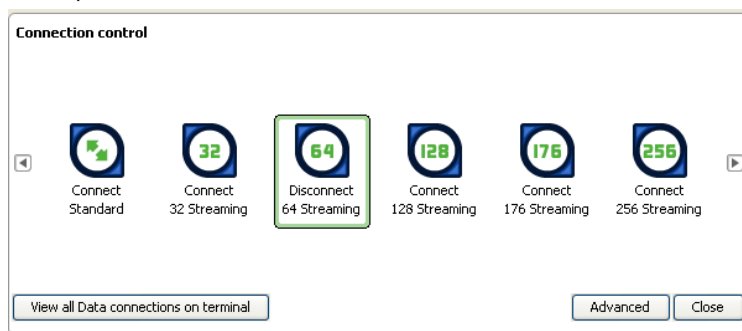 Connection control
32
64
128
176
256
Connect
Standard
Connect
32 Streaming
Disconnect
64 Streaming
Connect
128 Streaming
Connect
176 Streaming
Connect
256 Streaming
View all Data connections on terminal
Advanced
Close